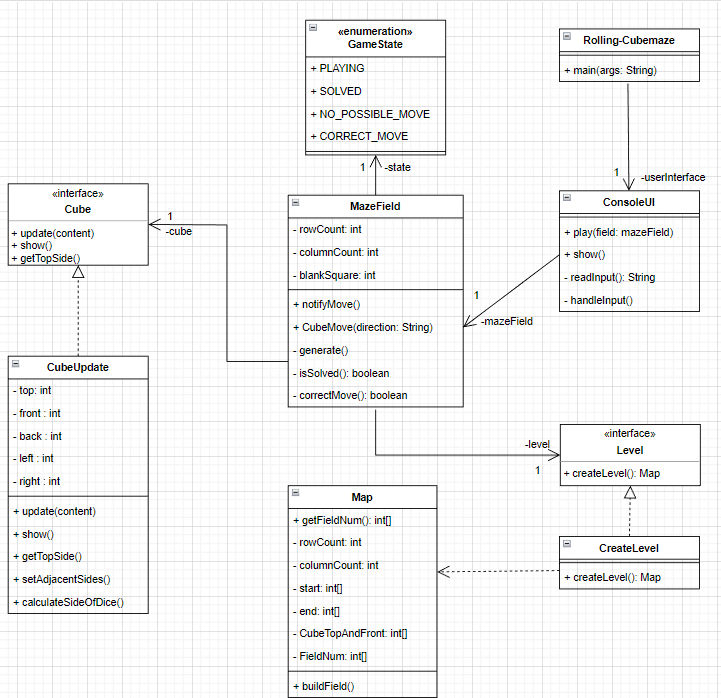 «enumeration»
GameState
+ PLAYING
+ SOLVED
+ NO_POSSIBLE_MOVE
+ CORRECT_MOVE
Rolling-Cubemaze
+ main(args: String)
1
-state
1
-userInterface
«interface»
Cube
+ update(content)
+ show()
+ getTopSide()
1
-cube
MazeField
- rowCount: int
- columnCount: int
- blankSquare: int
+ notifyMove()
+ CubeMove(direction: String)
- generate()
- isSolved(): boolean
- correctMove(): boolean
ConsoleUI
+ play(field: mazeField)
+ show()
- readInput(): String
- handleInput()
1
-mazeField
CubeUpdate
- top: int
- front : int
- back : int
- left : int
- right : int
+ update(content)
+ show()
+ getTopSide()
+ setAdjacentSides()
+ calculateSideOfDice()
-level
1
«interface»
Level
+ createLevel(): Map
Map
+ getFieldNum(): int[]
- rowCount: int
- columnCount: int
- start: int[]
- end: int[]
- CubeTopAndFront: int[]
- FieldNum: int[]
+ buildField()
CreateLevel
+ createLevel(): Map